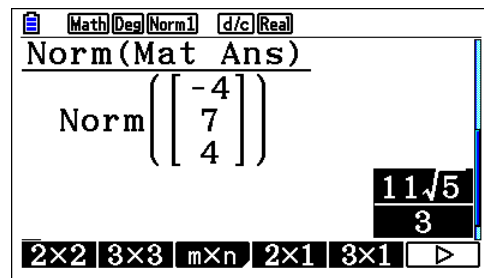 Math Deg Norm1 d/c Real
Norm(Mat Ans)
Norm([-4
7
4])
11√5
3
2×2 3×3 m×n 2×1 3×1 ▷